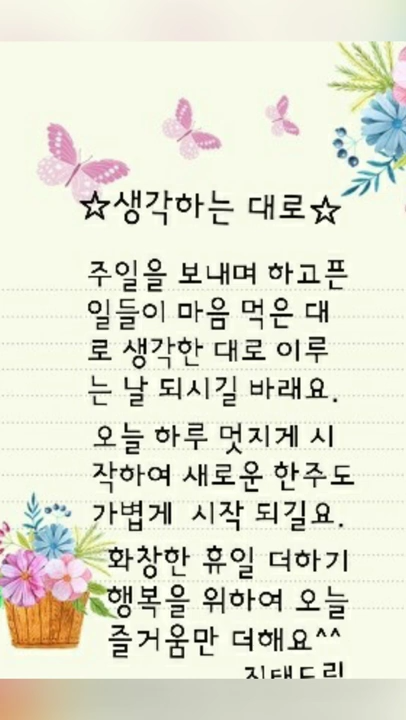 ☆생각하는 대로☆
주일을 보내며 하고픈
일들이 마음 먹은 대
로 생각한 대로 이루
는 날 되시길 바래요.
오늘 하루 멋지게 시
작하여 새로운 한주도
가볍게 시작 되길요.
화창한 휴일 더하기
행복을 위하여 오늘
즐거움만 더해요^^